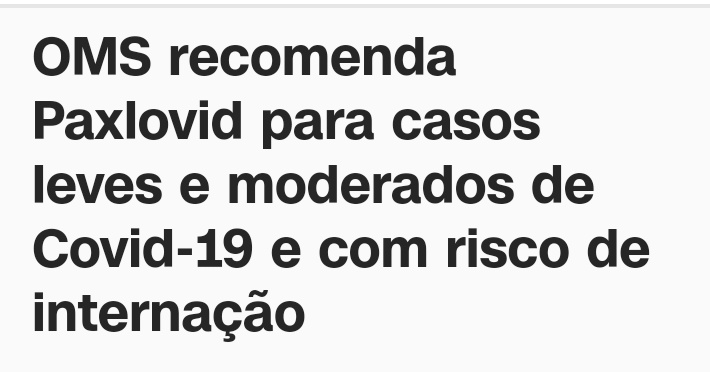 OMS recomenda
Paxlovid para casos
leves e moderados de
Covid-19 e com risco de
internação